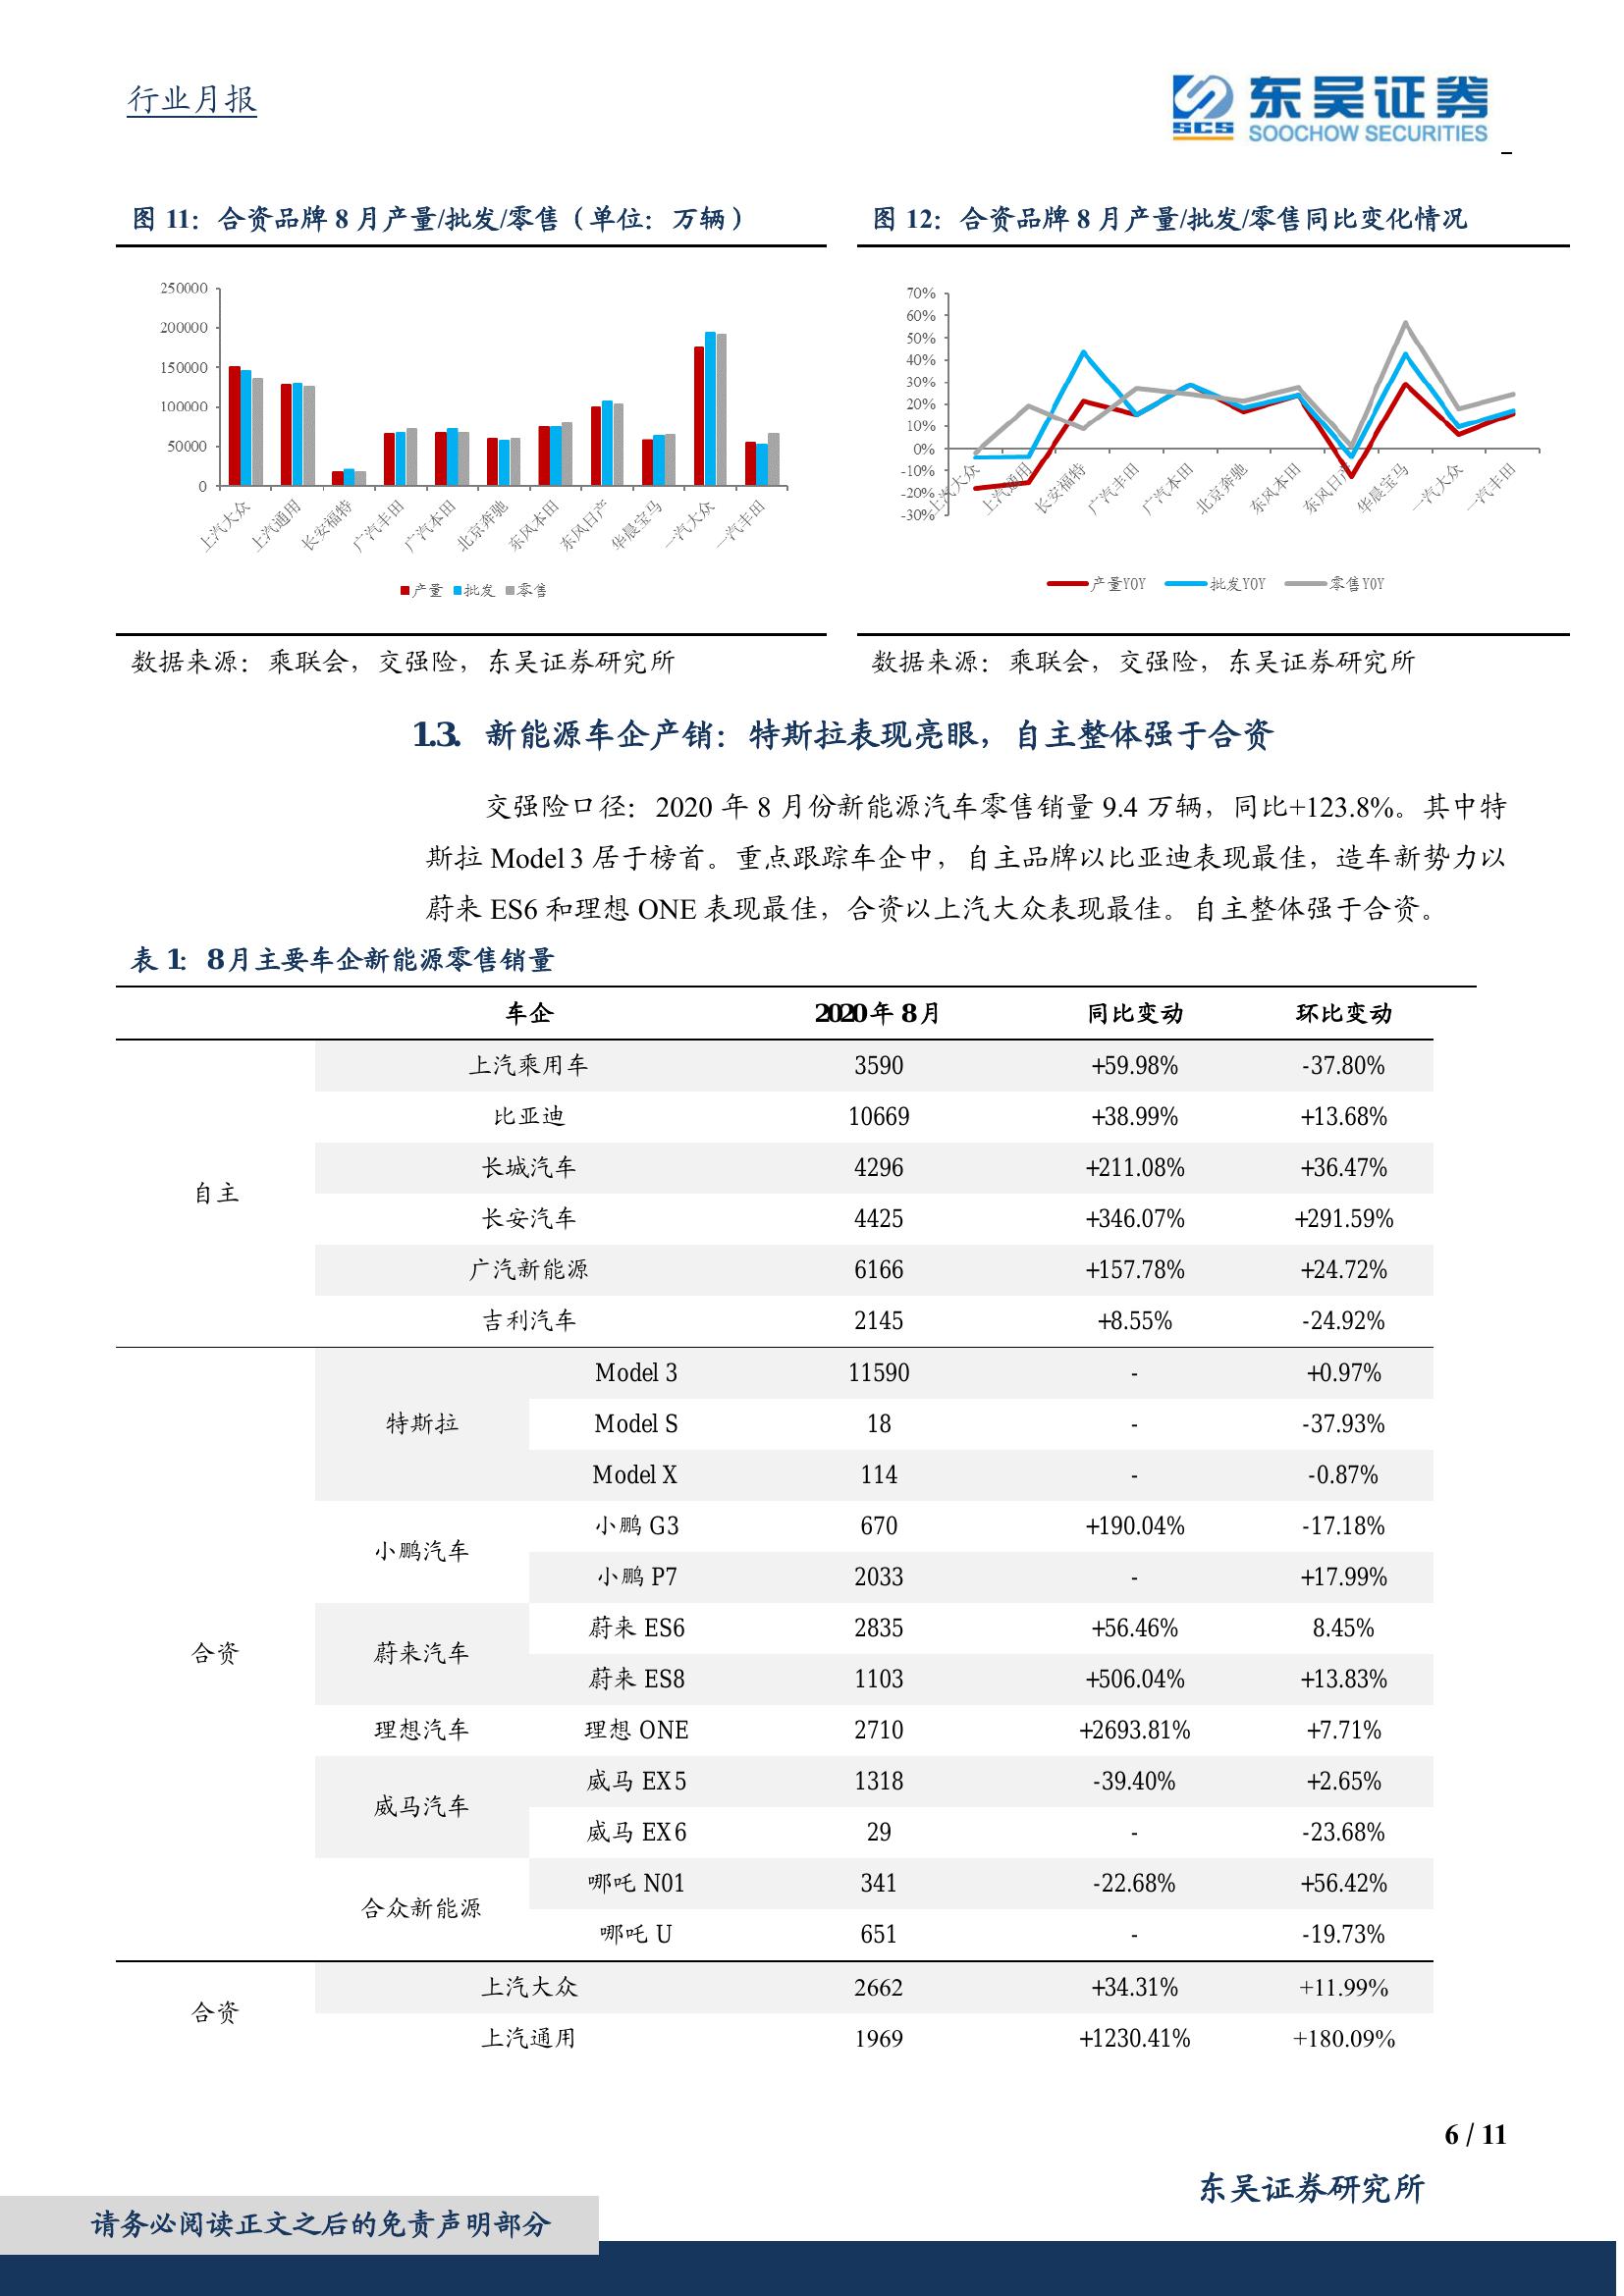 行业月报
东吴证券
SCS
SOOCHOW SECURITIES
图 11：合资品牌 8 月产量/批发/零售（单位：万辆）
250000
200000
150000
100000
50000
0
上汽大众
上汽通用
长安福特
广汽丰田
广汽本田
北京奔驰
东风本田
东风日产
华晨宝马
一汽大众
一汽丰田
产量 批发 零售
数据来源：乘联会，交强险，东吴证券研究所
图 12：合资品牌 8 月产量/批发/零售同比变化情况
70%
60%
50%
40%
30%
20%
10%
0%
-10%
-20%
-30%
上汽大众
上汽通用
长安福特
广汽丰田
广汽本田
北京奔驰
东风本田
东风日产
华晨宝马
一汽大众
一汽丰田
产量YOY 批发YOY 零售YOY
数据来源：乘联会，交强险，东吴证券研究所
1.3. 新能源车企产销：特斯拉表现亮眼，自主整体强于合资
交强险口径：2020 年 8 月份新能源汽车零售销量 9.4 万辆，同比+123.8%。其中特
斯拉 Model 3 居于榜首。重点跟踪车企中，自主品牌以比亚迪表现最佳，造车新势力以
蔚来 ES6 和理想 ONE 表现最佳，合资以上汽大众表现最佳。自主整体强于合资。
表 1：8 月主要车企新能源零售销量
车企 2020 年 8 月 同比变动 环比变动
自主
上汽乘用车 3590 +59.98% -37.80%
比亚迪 10669 +38.99% +13.68%
长城汽车 4296 +211.08% +36.47%
长安汽车 4425 +346.07% +291.59%
广汽新能源 6166 +157.78% +24.72%
吉利汽车 2145 +8.55% -24.92%
合资
特斯拉
Model 3 11590 - +0.97%
Model S 18 - -37.93%
Model X 114 - -0.87%
小鹏汽车
小鹏 G3 670 +190.04% -17.18%
小鹏 P7 2033 - +17.99%
蔚来汽车
蔚来 ES6 2835 +56.46% 8.45%
蔚来 ES8 1103 +506.04% +13.83%
理想汽车 理想 ONE 2710 +2693.81% +7.71%
威马汽车
威马 EX5 1318 -39.40% +2.65%
威马 EX6 29 - -23.68%
合众新能源
哪吒 N01 341 -22.68% +56.42%
哪吒 U 651 - -19.73%
合资
上汽大众 2662 +34.31% +11.99%
上汽通用 1969 +1230.41% +180.09%
6 / 11
东吴证券研究所
请务必阅读正文之后的免责声明部分